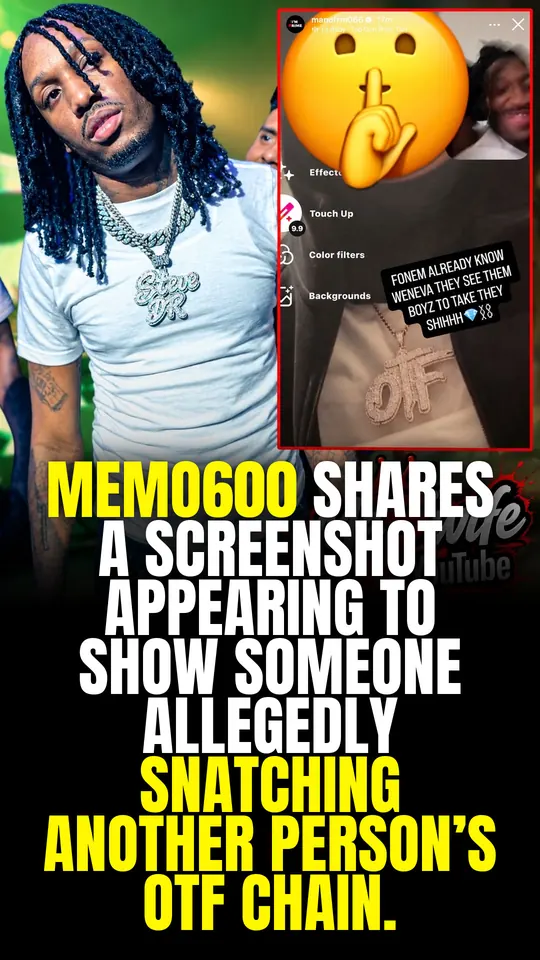 Steve
DR
Effects
Touch Up
9.9
Color filters
Backgrounds
FONEM ALREADY KNOW
WENEVA THEY SEE THEM
BOYZ TO TAKE THEY
SHIHHH💎⛓
OTF
MEMO600 SHARES
A SCREENSHOT
APPEARING TO
SHOW SOMEONE
ALLEGEDLY
SNATCHING
ANOTHER PERSON'S
OTF CHAIN.